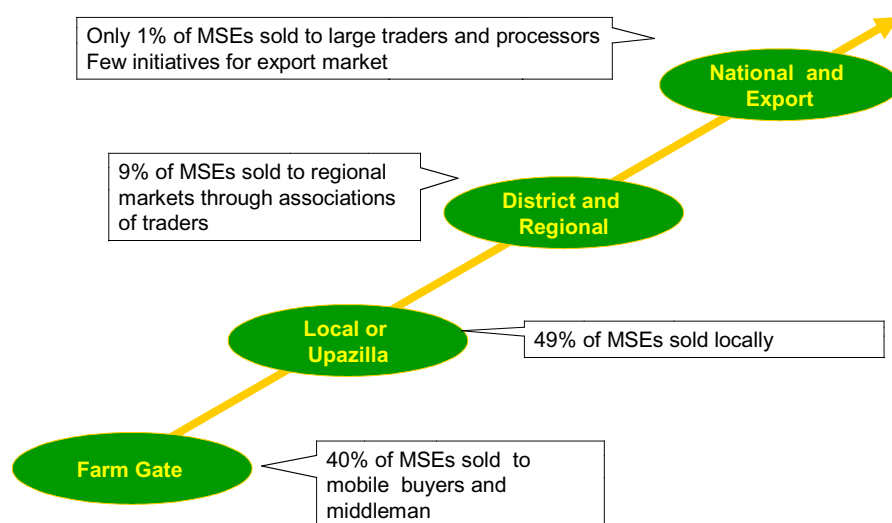 Only 1% of MSEs sold to large traders and processors
Few initiatives for export market
National and
Export
9% of MSEs sold to regional
markets through associations
of traders
District and
Regional
Local or
Upazilla
49% of MSEs sold locally
Farm Gate
40% of MSEs sold to
mobile buyers and
middleman